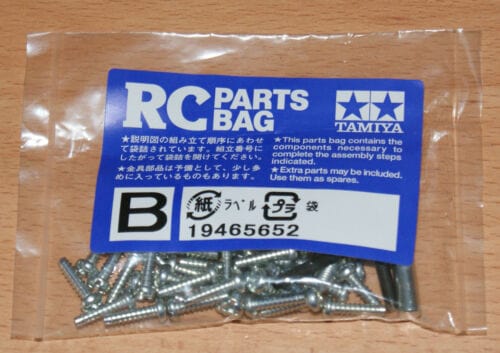 RC PARTS BAG
TAMIYA
★説明図の組み立て順序にあわせ
て袋詰されています。組立番号に
したがって袋詰を開けてください。
★金具部品は予備として、少し多
めに入っているものもあります。
★This parts bag contains the
components necessary to
complete the assembly steps
indicated.
★Extra parts may be included.
Use them as spares.
B
紙 ラベル プラ 袋
19465652